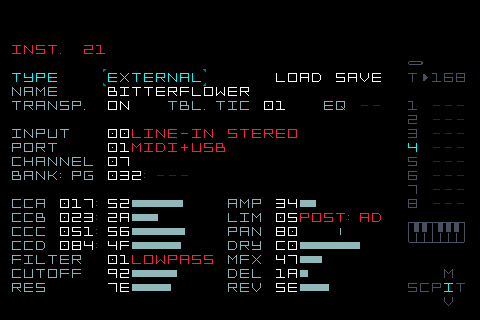 INST. 21
TYPE EXTERNAL LOAD SAVE T▶168
NAME BITTERFLOWER
TRANSP. ON TBL. TIC 01 EQ --
1 ---
2 ---
INPUT 00LINE-IN STEREO 3 ---
PORT 01MIDI+USB 4 ---
CHANNEL 07 5 ---
BANK: PG 032: --- 6 ---
7 ---
CCA 017: 52 AMP 34 8 ---
CCB 023: 2A LIM 05POST: AD
CCC 051: 56 PAN 80
CCD 084: 4F DRY C0
FILTER 01LOWPASS MFX 47
CUTOFF 92 DEL 1A M
RES 7E REV 5E SCPIT
V